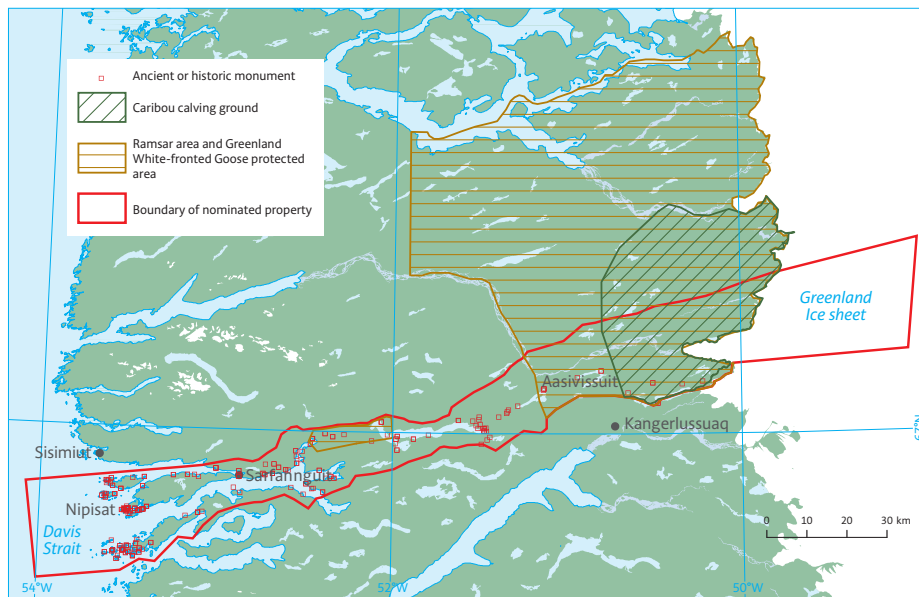 Ancient or historic monument
Caribou calving ground
Ramsar area and Greenland
White-fronted Goose protected
area
Boundary of nominated property
Greenland
Ice sheet
Aasivissuit
Kangerlussuaq
67°N
Sisimiut
Sarfannguit
Nipisat
Davis
Strait
0 10 20 30 km
54°W
52°W
50°W